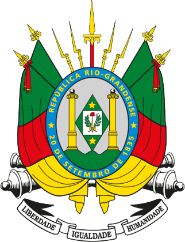 REPÚBLICA RIO-GRANDENSE
20 DE SETEMBRO DE 1835
LIBERDADE IGUALDADE HUMANIDADE